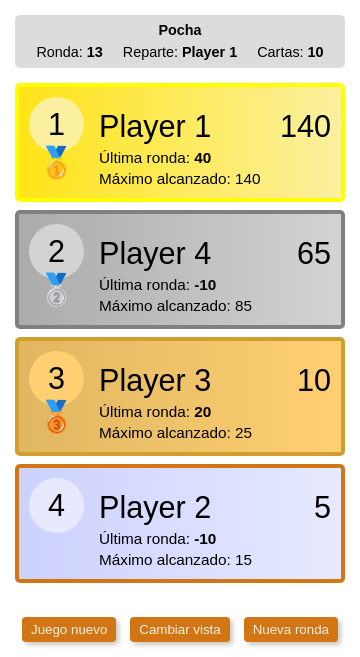 Pocha
Ronda: 13 Reparte: Player 1 Cartas: 10
1
Player 1 140
Última ronda: 40
Máximo alcanzado: 140
2
Player 4 65
Última ronda: -10
Máximo alcanzado: 85
3
Player 3 10
Última ronda: 20
Máximo alcanzado: 25
4
Player 2 5
Última ronda: -10
Máximo alcanzado: 15
Juego nuevo Cambiar vista Nueva ronda